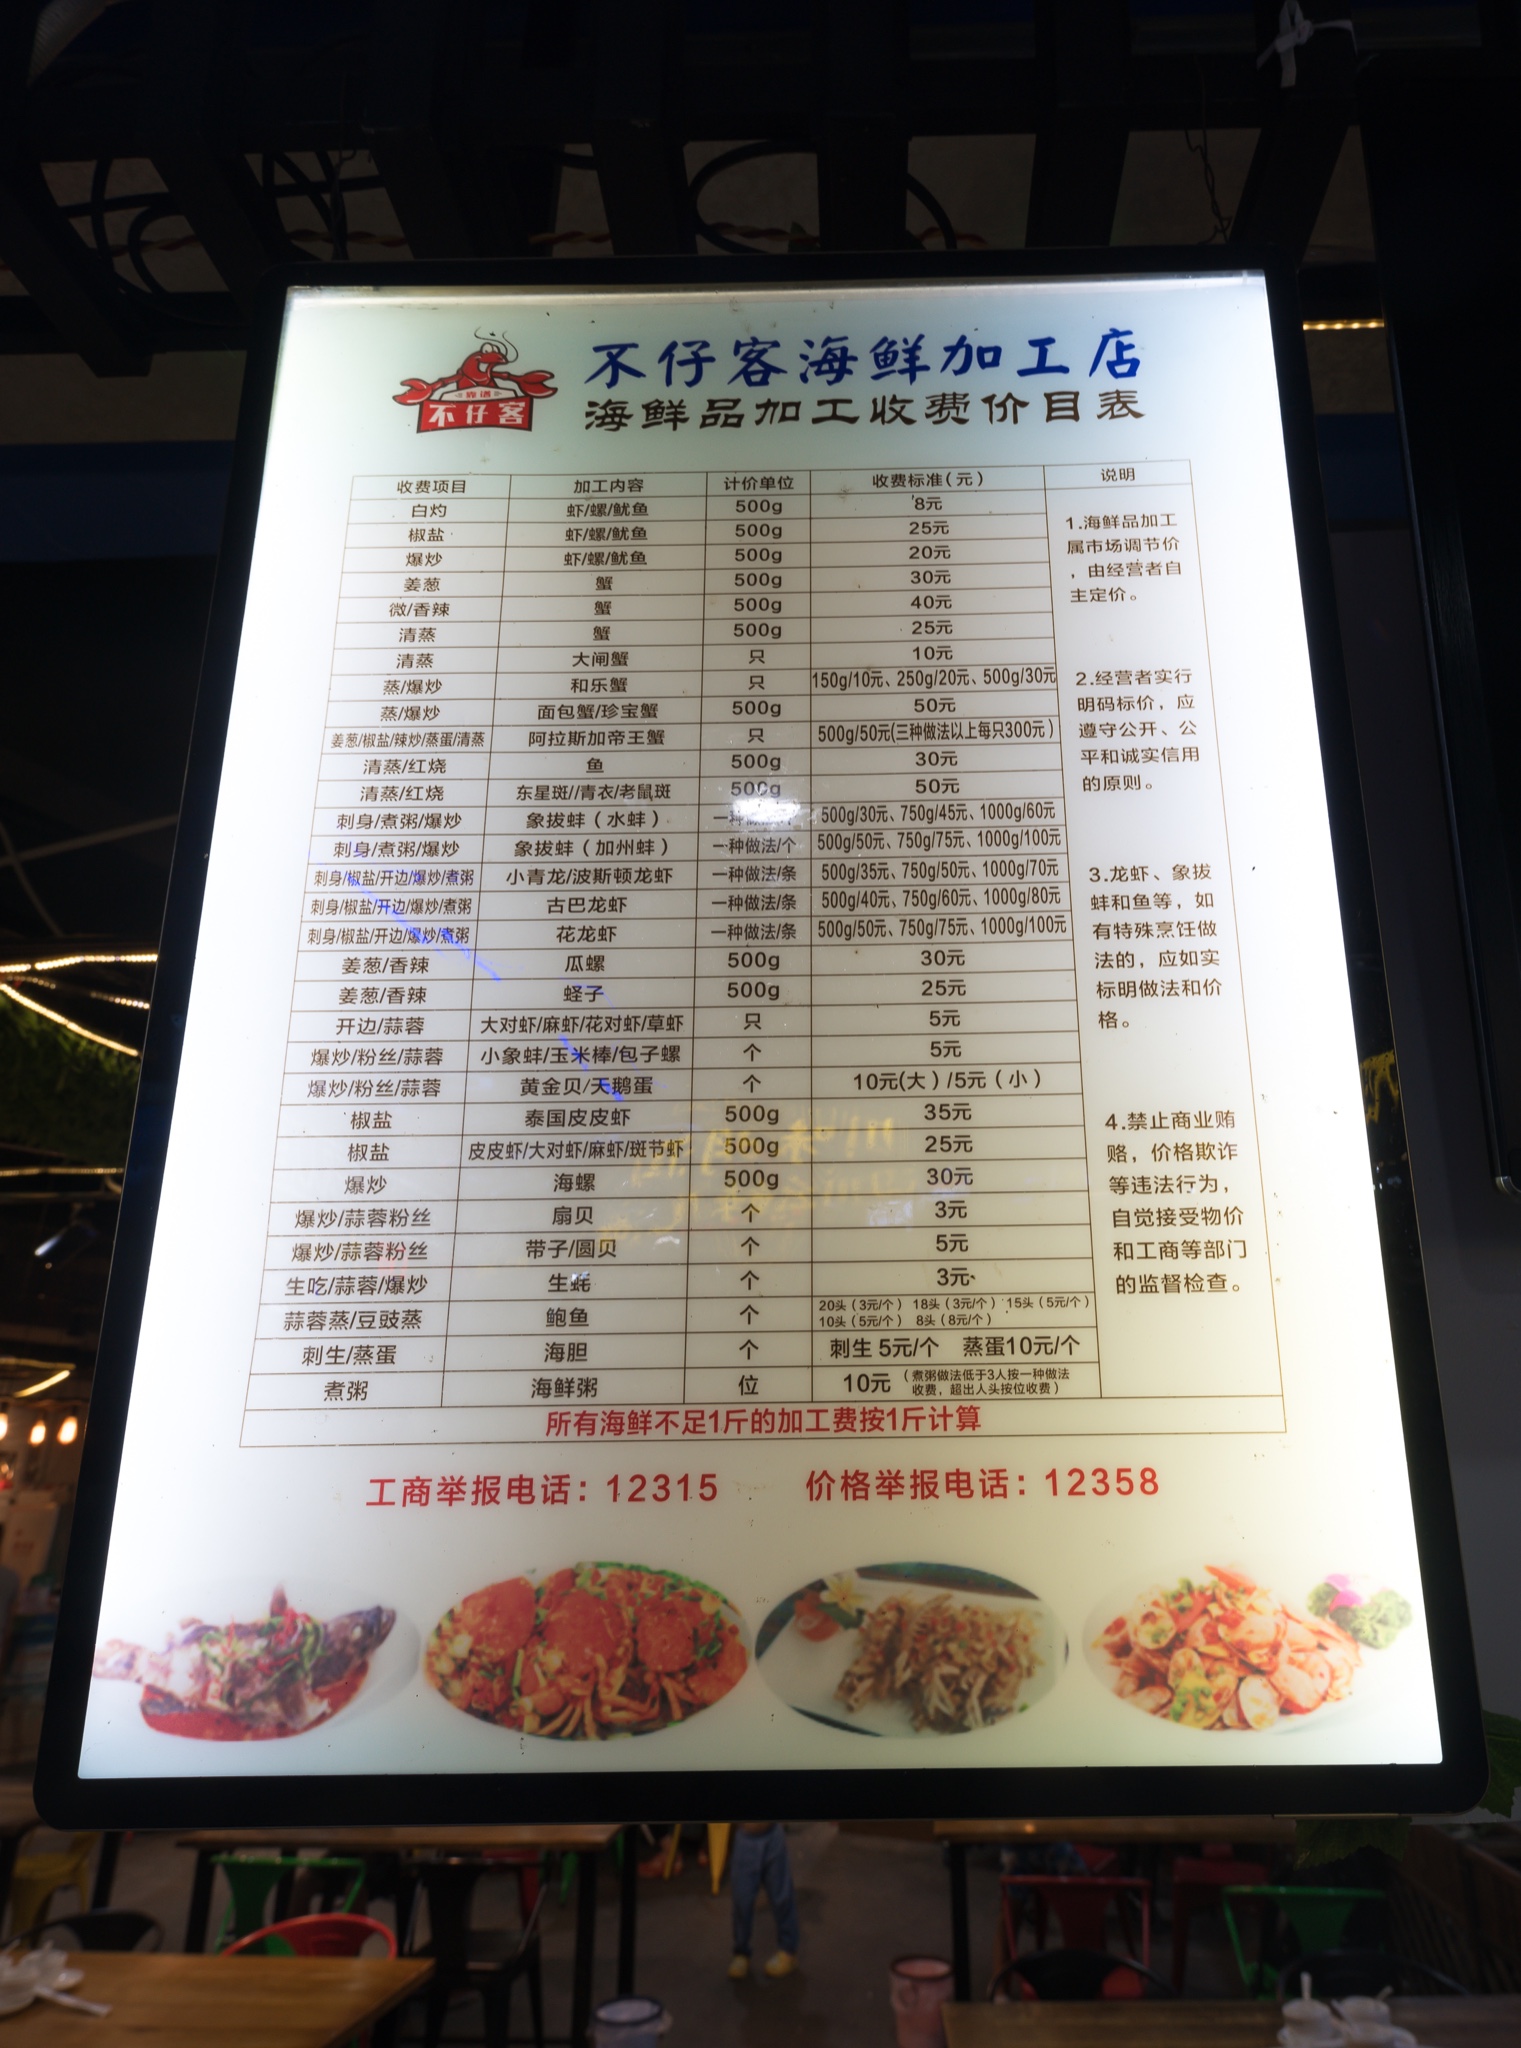 不仔客海鲜加工店
不仔客
海鲜品加工收费价目表
收费项目 加工内容 计价单位 收费标准(元) 说明
白灼 虾/螺/鱿鱼 500g 8元
椒盐 虾/螺/鱿鱼 500g 25元
爆炒 虾/螺/鱿鱼 500g 20元
姜葱 蟹 500g 30元
微/香辣 蟹 500g 40元
清蒸 蟹 500g 25元
清蒸 大闸蟹 只 10元
蒸/爆炒 和乐蟹 只 150g/10元、250g/20元、500g/30元
蒸/爆炒 面包蟹/珍宝蟹 500g 50元
姜葱/椒盐/辣炒/蒸蛋/清蒸 阿拉斯加帝王蟹 只 500g/50元(三种做法以上每只300元)
清蒸/红烧 鱼 500g 30元
清蒸/红烧 东星斑//青衣/老鼠斑 500g 50元
刺身/煮粥/爆炒 象拔蚌（水蚌） 一种 500g/30元、750g/45元、1000g/60元
刺身/煮粥/爆炒 象拔蚌（加州蚌） 一种做法/个 500g/50元、750g/75元、1000g/100元
刺身/椒盐/开边/爆炒/煮粥 小青龙/波斯顿龙虾 一种做法/条 500g/35元、750g/50元、1000g/70元
刺身/椒盐/开边/爆炒/煮粥 古巴龙虾 一种做法/条 500g/40元、750g/60元、1000g/80元
刺身/椒盐/开边/爆炒/煮粥 花龙虾 一种做法/条 500g/50元、750g/75元、1000g/100元
姜葱/香辣 瓜螺 500g 30元
姜葱/香辣 蛏子 500g 25元
开边/蒜蓉 大对虾/麻虾/花对虾/草虾 只 5元
爆炒/粉丝/蒜蓉 小象蚌/玉米棒/包子螺 个 5元
爆炒/粉丝/蒜蓉 黄金贝/天鹅蛋 个 10元(大）/5元（小）
椒盐 泰国皮皮虾 500g 35元
椒盐 皮皮虾/大对虾/麻虾/斑节虾 500g 25元
爆炒 海螺 500g 30元
爆炒/蒜蓉粉丝 扇贝 个 3元
爆炒/蒜蓉粉丝 带子/圆贝 个 5元
生吃/蒜蓉/爆炒 生蚝 个 3元
蒜蓉蒸/豆豉蒸 鲍鱼 个 20头（3元/个） 18头（3元/个） 15头（5元/个）
10头（5元/个） 8头（8元/个）
刺生/蒸蛋 海胆 个 刺生 5元/个 蒸蛋10元/个
煮粥 海鲜粥 位 10元 （煮粥做法低于3人按一种做法
收费，超出人头按位收费）
1.海鲜品加工
属市场调节价
，由经营者自
主定价。
2.经营者实行
明码标价，应
遵守公开、公
平和诚实信用
的原则。
3.龙虾、象拔
蚌和鱼等，如
有特殊烹饪做
法的，应如实
标明做法和价
格。
4.禁止商业贿
赂，价格欺诈
等违法行为，
自觉接受物价
和工商等部门
的监督检查。
所有海鲜不足1斤的加工费按1斤计算
工商举报电话：12315 价格举报电话：12358